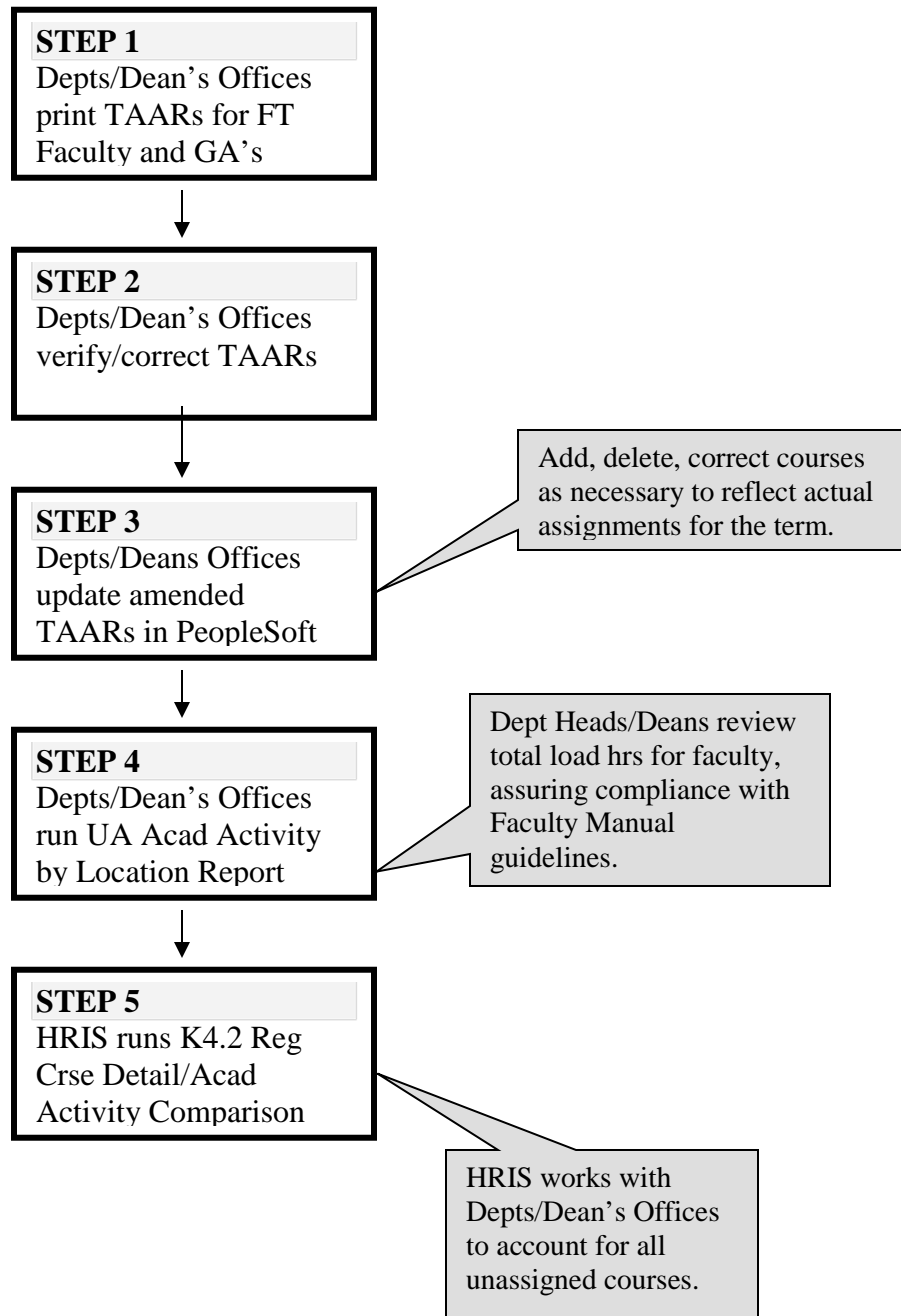 STEP 1
Depts/Dean’s Offices
print TAARs for FT
Faculty and GA’s
STEP 2
Depts/Dean’s Offices
verify/correct TAARs
Add, delete, correct courses
as necessary to reflect actual
assignments for the term.
STEP 3
Depts/Deans Offices
update amended
TAARs in PeopleSoft
Dept Heads/Deans review
total load hrs for faculty,
assuring compliance with
Faculty Manual
guidelines.
STEP 4
Depts/Dean’s Offices
run UA Acad Activity
by Location Report
STEP 5
HRIS runs K4.2 Reg
Crse Detail/Acad
Activity Comparison
HRIS works with
Depts/Dean’s Offices
to account for all
unassigned courses.